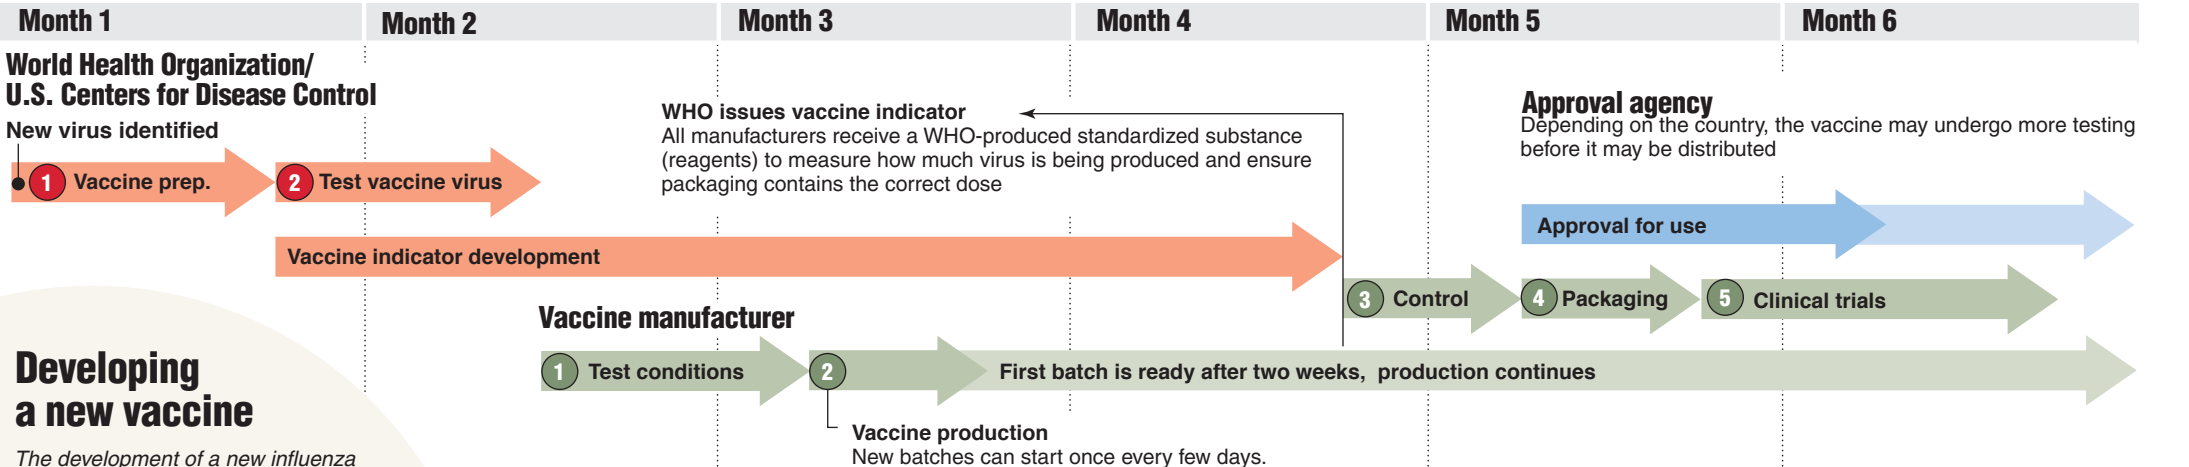 Month 1
Month 2
Month 3
Month 4
Month 5
Month 6
World Health Organization/
U.S. Centers for Disease Control
New virus identified
1 Vaccine prep.
2 Test vaccine virus
Vaccine indicator development
WHO issues vaccine indicator
All manufacturers receive a WHO-produced standardized substance
(reagents) to measure how much virus is being produced and ensure
packaging contains the correct dose
Approval agency
Depending on the country, the vaccine may undergo more testing
before it may be distributed
Approval for use
3 Control
4 Packaging
5 Clinical trials
Vaccine manufacturer
1 Test conditions
2
First batch is ready after two weeks, production continues
Vaccine production
New batches can start once every few days.
Developing
a new vaccine
The development of a new influenza